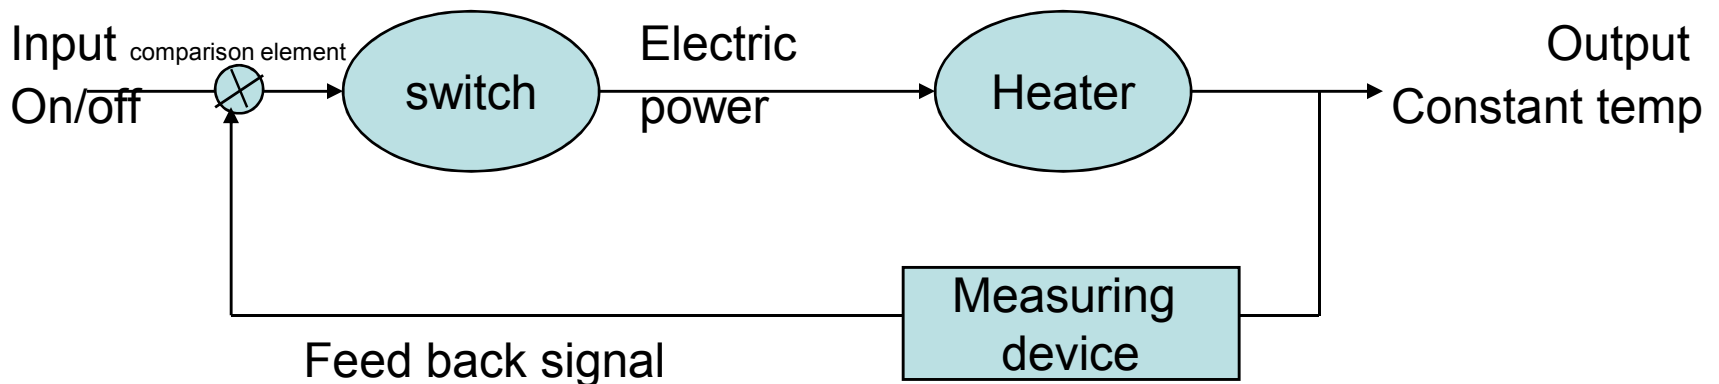 Input comparison element
On/off
switch
Electric
power
Heater
Output
Constant temp
Measuring
device
Feed back signal